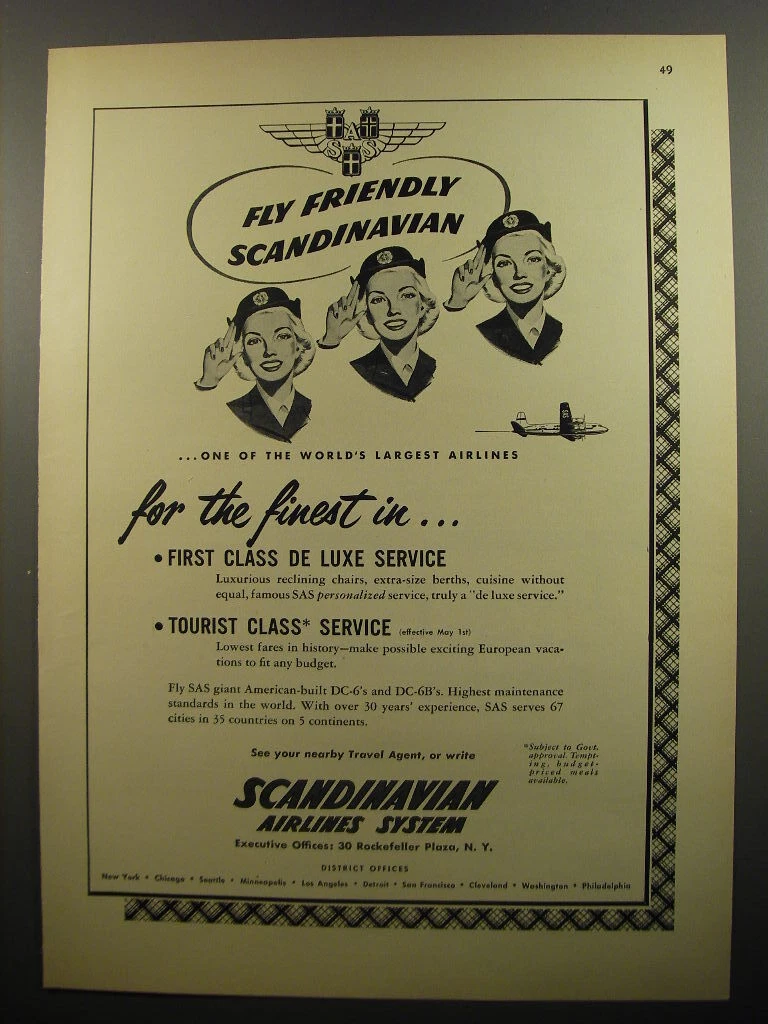 49
S A S
FLY FRIENDLY
SCANDINAVIAN
SAS
...ONE OF THE WORLD'S LARGEST AIRLINES
for the finest in...
• FIRST CLASS DE LUXE SERVICE
Luxurious reclining chairs, extra-size berths, cuisine without
equal, famous SAS personalized service, truly a "de luxe service."
• TOURIST CLASS* SERVICE (effective May 1st)
Lowest fares in history—make possible exciting European vaca-
tions to fit any budget.
Fly SAS giant American-built DC-6's and DC-6B's. Highest maintenance
standards in the world. With over 30 years' experience, SAS serves 67
cities in 35 countries on 5 continents.
See your nearby Travel Agent, or write
*Subject to Govt.
approval. Tempt-
ing, budget-
priced meals
available.
SCANDINAVIAN
AIRLINES SYSTEM
Executive Offices: 30 Rockefeller Plaza, N. Y.
DISTRICT OFFICES
New York • Chicago • Seattle • Minneapolis • Los Angeles • Detroit • San Francisco • Cleveland • Washington • Philadelphia